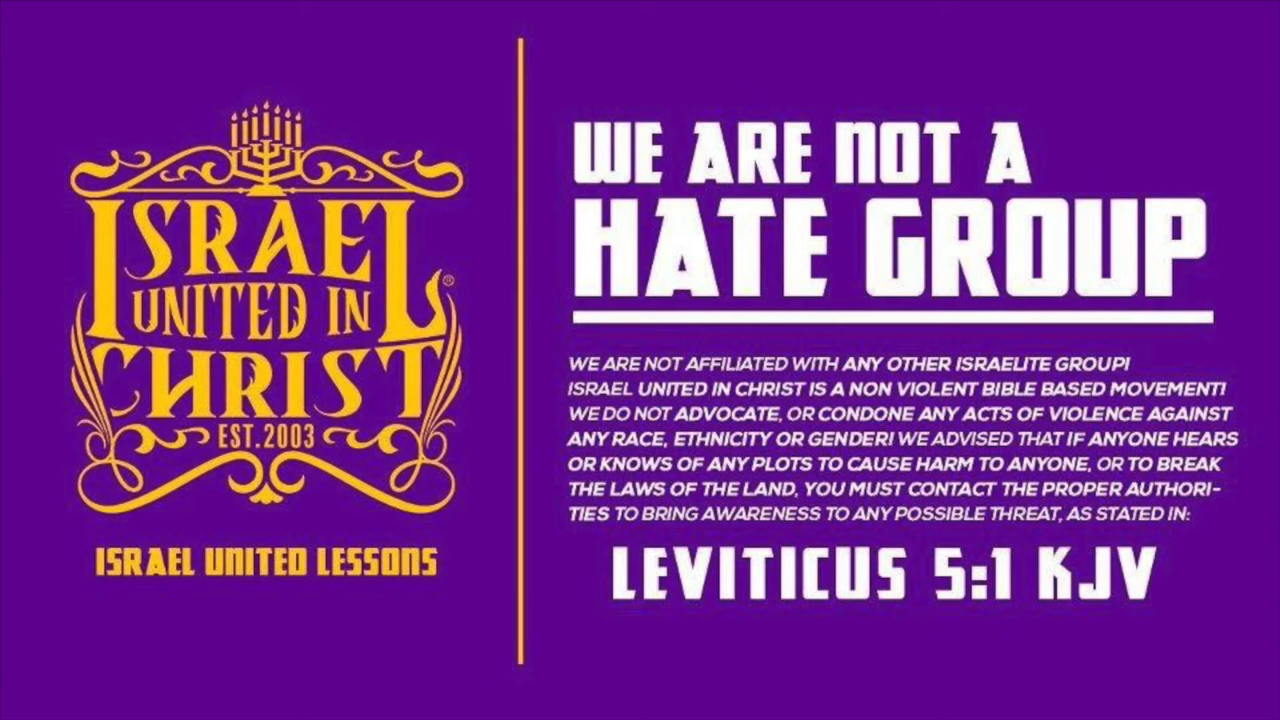 ISRAEL
UNITED IN
CHRIST
EST. 2003
®
ISRAEL UNITED LESSONS
WE ARE NOT A
HATE GROUP
WE ARE NOT AFFILIATED WITH ANY OTHER ISRAELITE GROUP!
ISRAEL UNITED IN CHRIST IS A NON VIOLENT BIBLE BASED MOVEMENT!
WE DO NOT ADVOCATE, OR CONDONE ANY ACTS OF VIOLENCE AGAINST
ANY RACE, ETHNICITY OR GENDER! WE ADVISED THAT IF ANYONE HEARS
OR KNOWS OF ANY PLOTS TO CAUSE HARM TO ANYONE, OR TO BREAK
THE LAWS OF THE LAND, YOU MUST CONTACT THE PROPER AUTHORI-
TIES TO BRING AWARENESS TO ANY POSSIBLE THREAT, AS STATED IN:
LEVITICUS 5:1 KJV